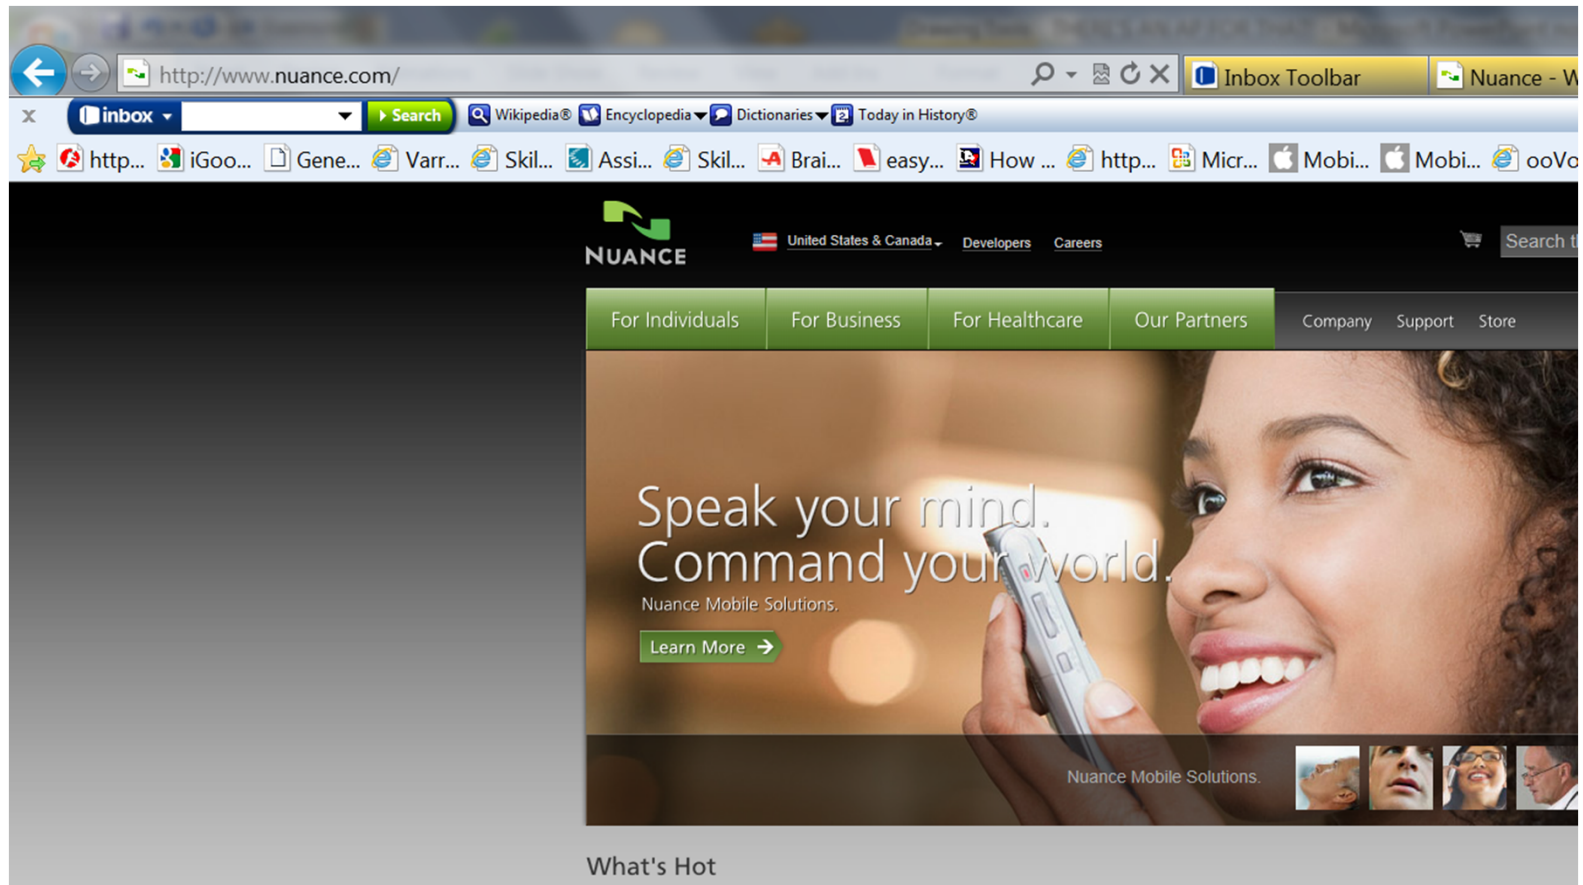 http://www.nuance.com/
Inbox Toolbar
Nuance - W
x
inbox
Search
Wikipedia®
Encyclopedia
Dictionaries
Today in History®
http...
iGoo...
Gene...
Varr...
Skil...
Assi...
Skil...
Brai...
easy...
How ...
http...
Micr...
Mobi...
Mobi...
ooVo
NUANCE
United States & Canada
Developers
Careers
Search th
For Individuals
For Business
For Healthcare
Our Partners
Company
Support
Store
Speak your mind.
Command your world.
Nuance Mobile Solutions.
Learn More
Nuance Mobile Solutions.
What's Hot